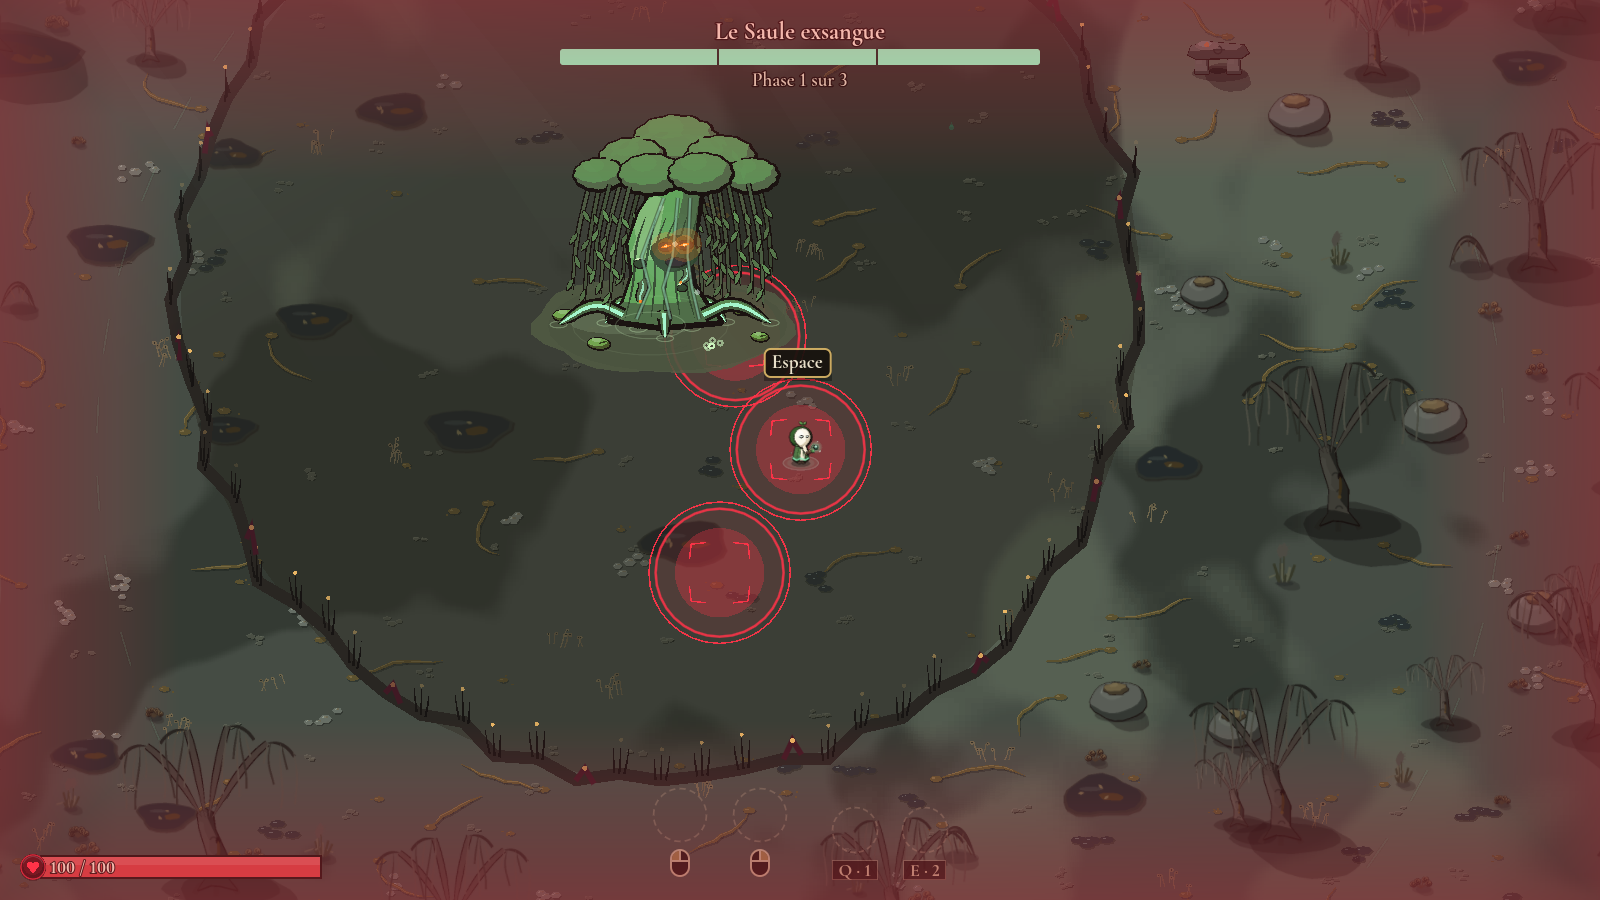 Le Saule exsangue
Phase 1 sur 3
Espace
100 / 100
Q · 1
E · 2